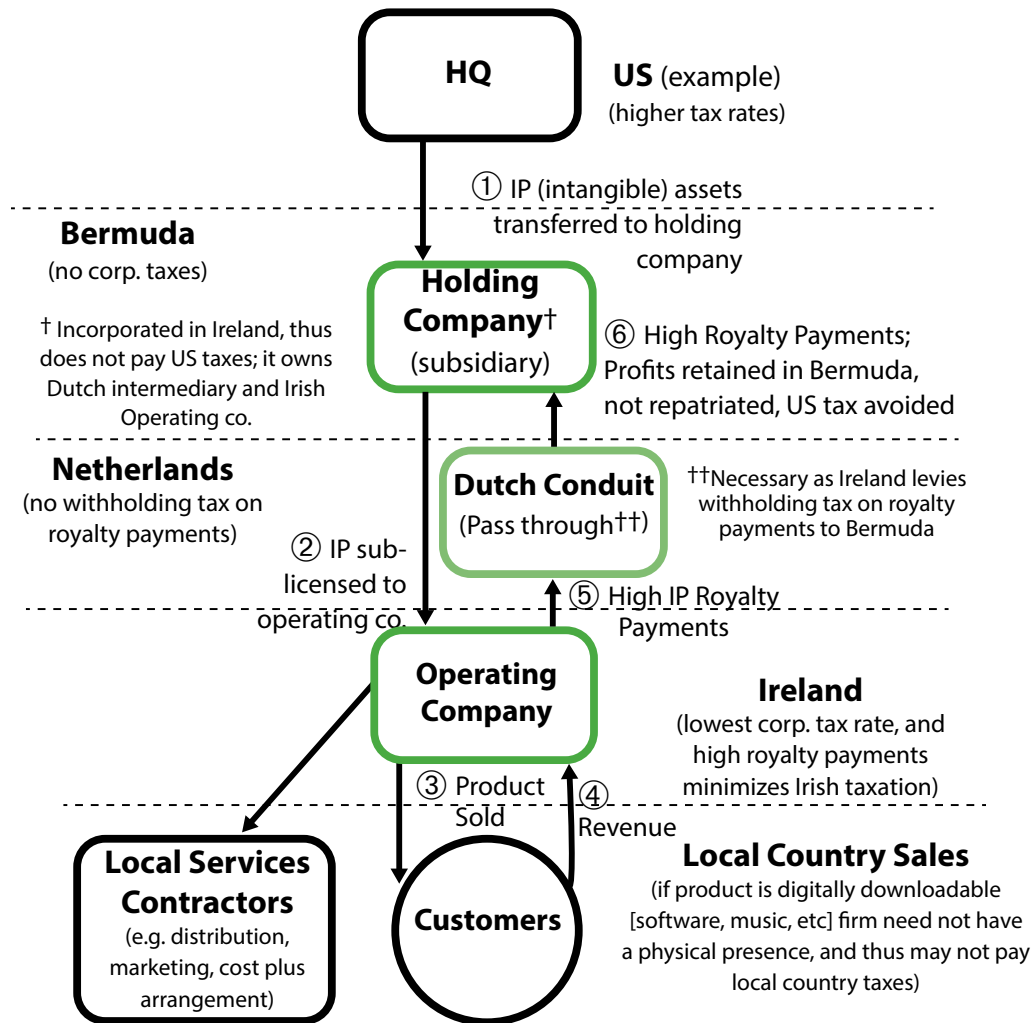 HQ
US (example)
(higher tax rates)
① IP (intangible) assets
transferred to holding
company
Bermuda
(no corp. taxes)
† Incorporated in Ireland, thus
does not pay US taxes; it owns
Dutch intermediary and Irish
Operating co.
Holding
Company†
(subsidiary)
⑥ High Royalty Payments;
Profits retained in Bermuda,
not repatriated, US tax avoided
Netherlands
(no withholding tax on
royalty payments)
Dutch Conduit
(Pass through††)
††Necessary as Ireland levies
withholding tax on royalty
payments to Bermuda
② IP sub-
licensed to
operating co.
⑤ High IP Royalty
Payments
Operating
Company
Ireland
(lowest corp. tax rate, and
high royalty payments
minimizes Irish taxation)
③ Product
Sold
④
Revenue
Local Services
Contractors
(e.g. distribution,
marketing, cost plus
arrangement)
Customers
Local Country Sales
(if product is digitally downloadable
[software, music, etc] firm need not have
a physical presence, and thus may not pay
local country taxes)